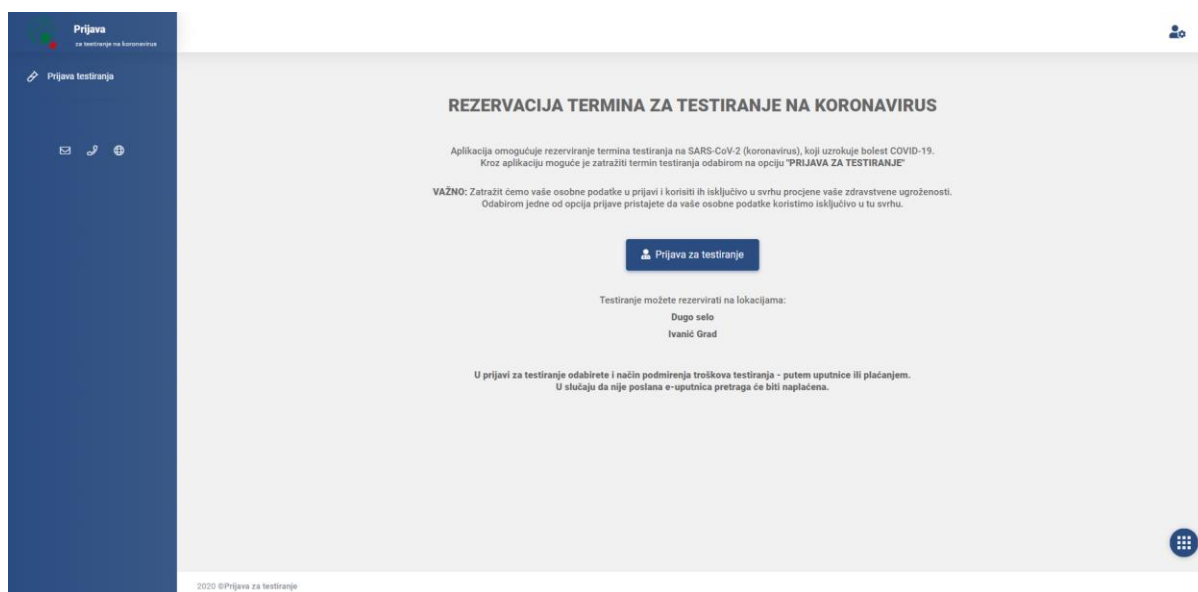 Prijava
za testiranje na koronavirus
Prijava testiranja
REZERVACIJA TERMINA ZA TESTIRANJE NA KORONAVIRUS
Aplikacija omogućuje rezerviranje termina testiranja na SARS-CoV-2 (koronavirus), koji uzrokuje bolest COVID-19.
Kroz aplikaciju moguće je zatražiti termin testiranja odabirom na opciju "PRIJAVA ZA TESTIRANJE"
VAŽNO: Zatražit ćemo vaše osobne podatke u prijavi i korisiti ih isključivo u svrhu procjene vaše zdravstvene ugroženosti.
Odabirom jedne od opcija prijave pristajete da vaše osobne podatke koristimo isključivo u tu svrhu.
Prijava za testiranje
Testiranje možete rezervirati na lokacijama:
Dugo selo
Ivanić Grad
U prijavi za testiranje odabirete i način podmirenja troškova testiranja - putem uputnice ili plaćanjem.
U slučaju da nije poslana e-uputnica pretraga će biti naplaćena.
2020 ©Prijava za testiranje